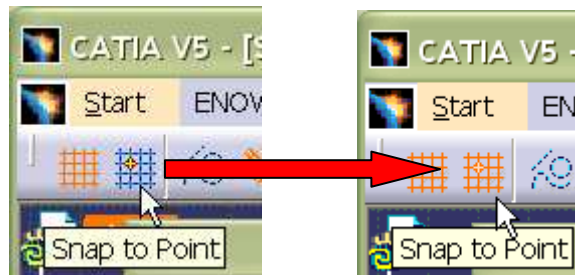 CATIA V5 - [S
Start ENOV
Snap to Point
CATIA V5 -
Start EN
Snap to Point